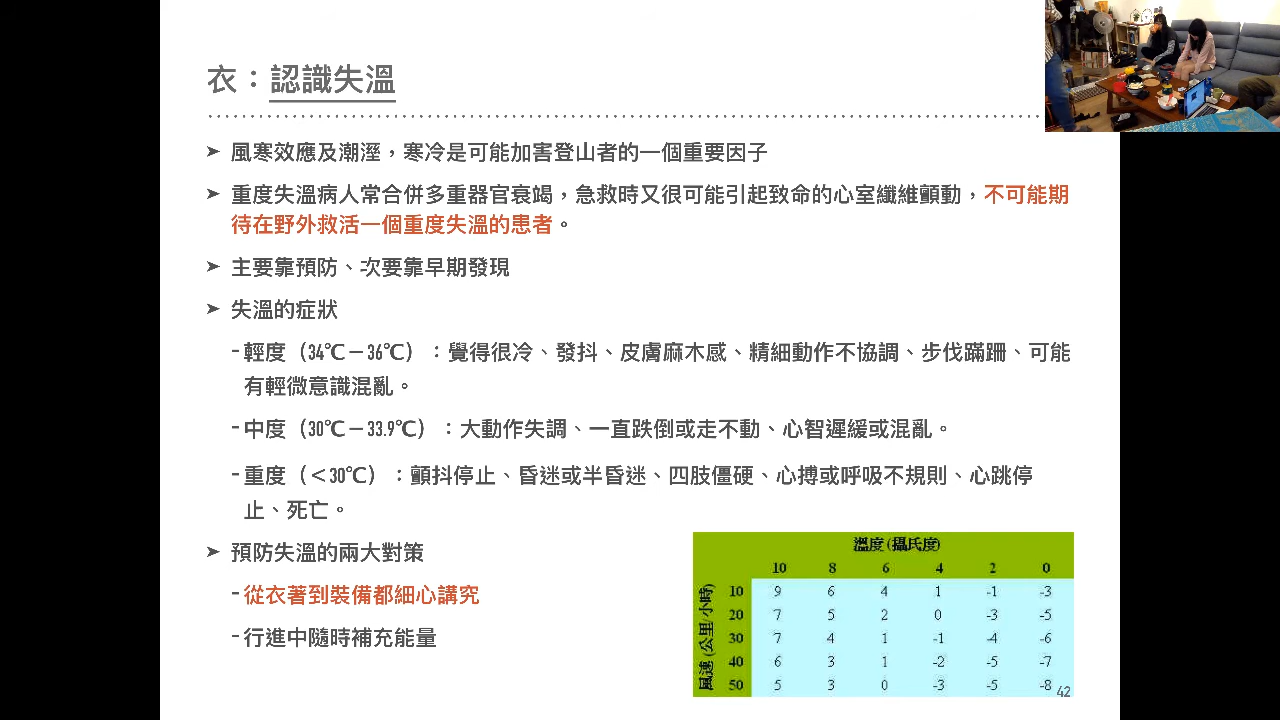 衣：認識失溫
➤ 風寒效應及潮溼，寒冷是可能加害登山者的一個重要因子
➤ 重度失溫病人常合併多重器官衰竭，急救時又很可能引起致命的心室纖維顫動，不可能期
待在野外救活一個重度失溫的患者。
➤ 主要靠預防、次要靠早期發現
➤ 失溫的症狀
-輕度（34℃－36℃）：覺得很冷、發抖、皮膚麻木感、精細動作不協調、步伐蹣跚、可能
有輕微意識混亂。
-中度（30℃－33.9℃）：大動作失調、一直跌倒或走不動、心智遲緩或混亂。
-重度（＜30℃）：顫抖停止、昏迷或半昏迷、四肢僵硬、心搏或呼吸不規則、心跳停
止、死亡。
➤ 預防失溫的兩大對策
-從衣著到裝備都細心講究
-行進中隨時補充能量
溫度(攝氏度)
10 8 6 4 2 0
風速 (公里/小時)
10 9 6 4 1 -1 -3
20 7 5 2 0 -3 -5
30 7 4 1 -1 -4 -6
40 6 3 1 -2 -5 -7
50 5 3 0 -3 -5 -8
42